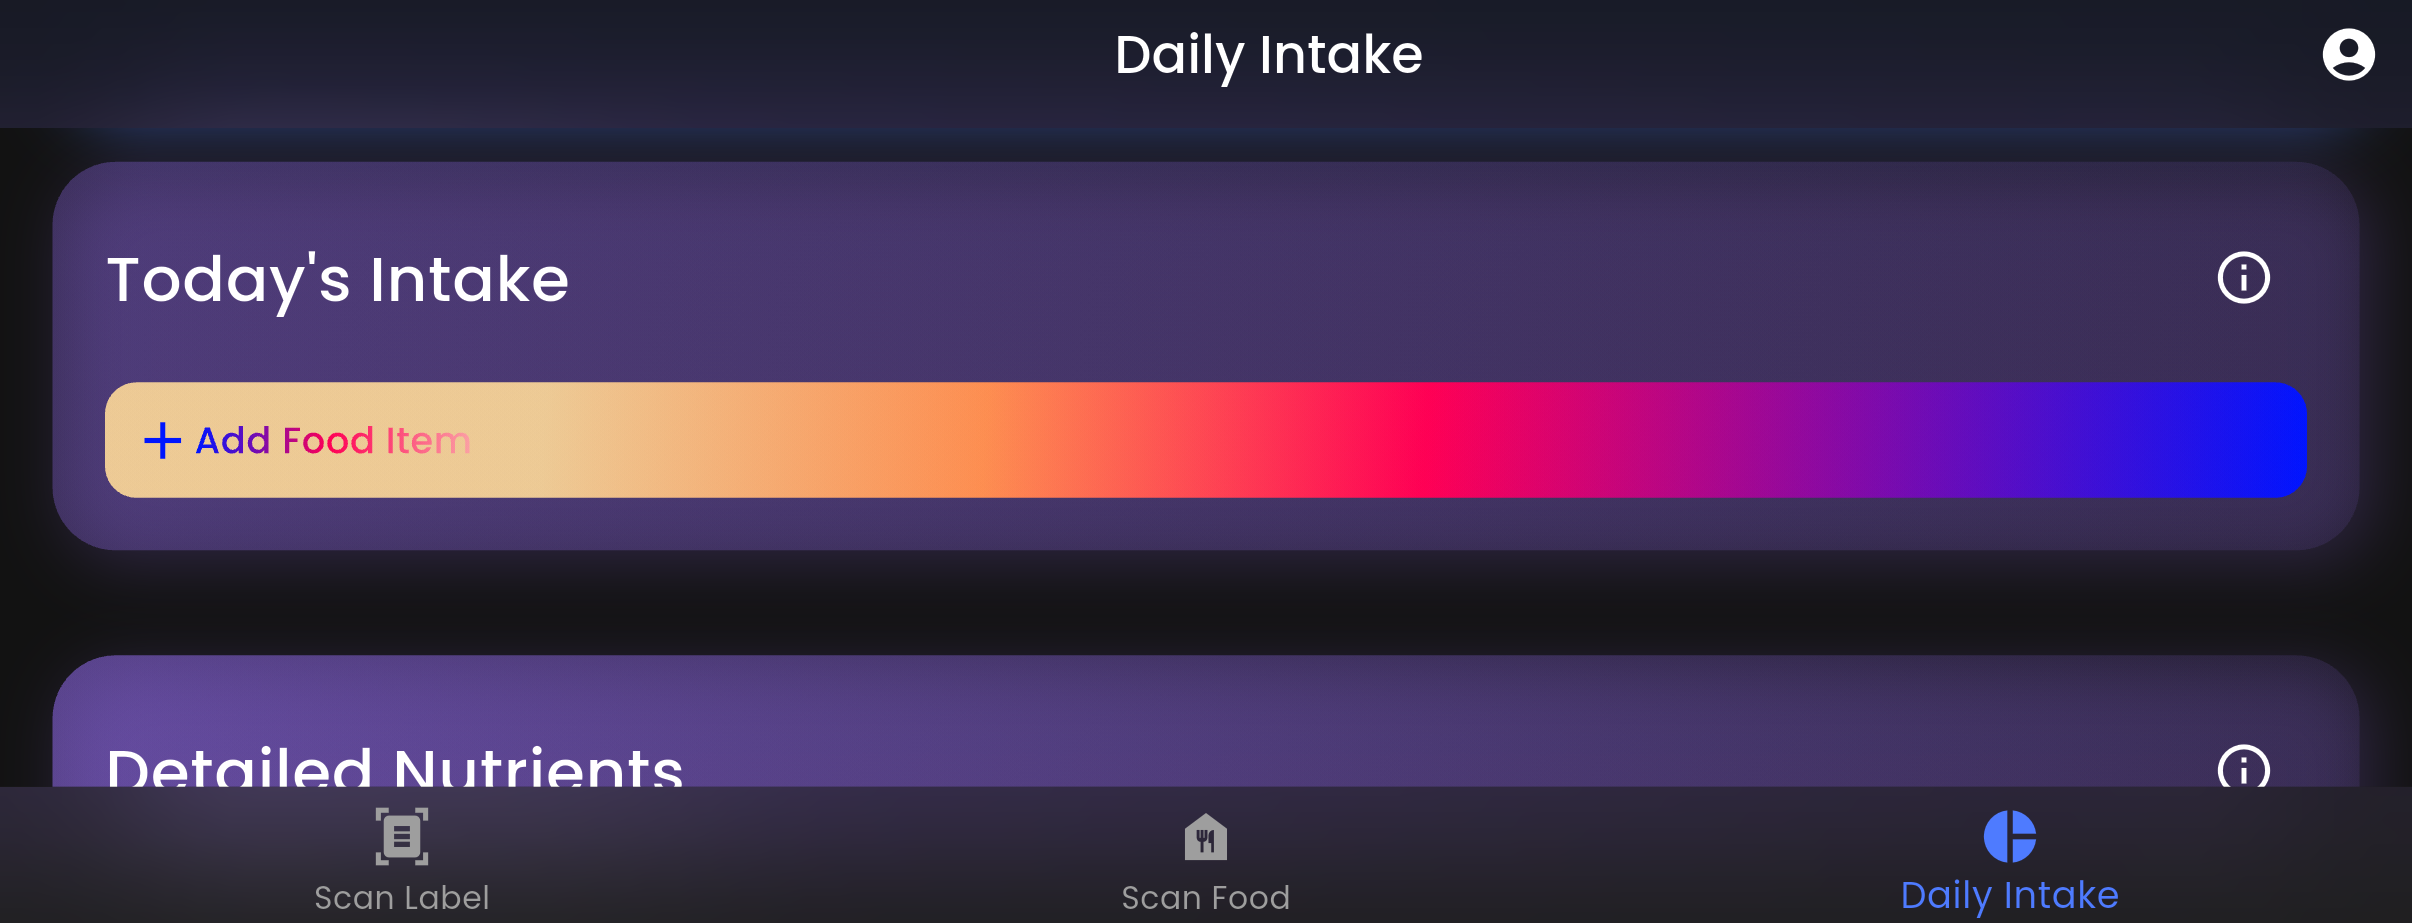 Daily Intake
Today's Intake
Add Food Item
Detailed Nutrients
Scan Label
Scan Food
Daily Intake